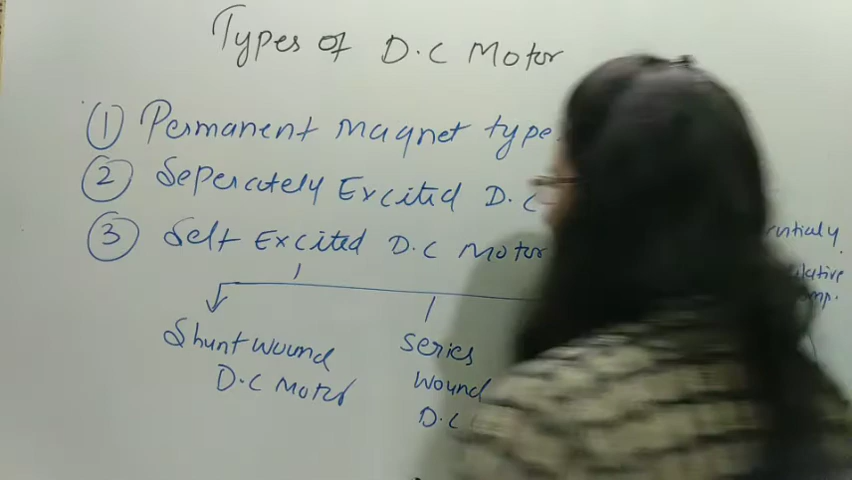 Types of D.C Motor
① Permanent Magnet type
② Seperately Excited D.C
③ Self Excited D.C Motor
Shunt wound
D.C Motor
Series
Wound
D.C